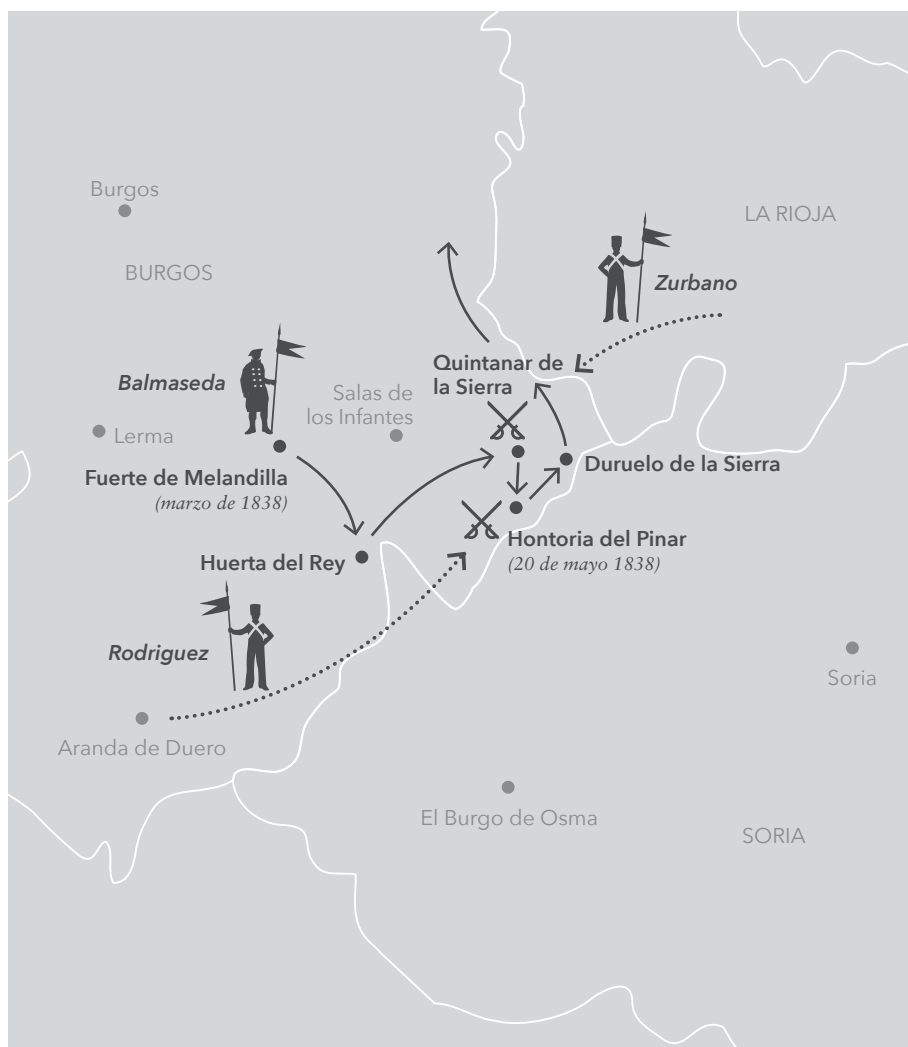 Burgos
LA RIOJA
BURGOS
Zurbano
Quintanar de
la Sierra
Balmaseda
Salas de
los Infantes
Lerma
Duruelo de la Sierra
Fuerte de Melandilla
(marzo de 1838)
Hontoria del Pinar
(20 de mayo 1838)
Huerta del Rey
Rodriguez
Soria
Aranda de Duero
El Burgo de Osma
SORIA